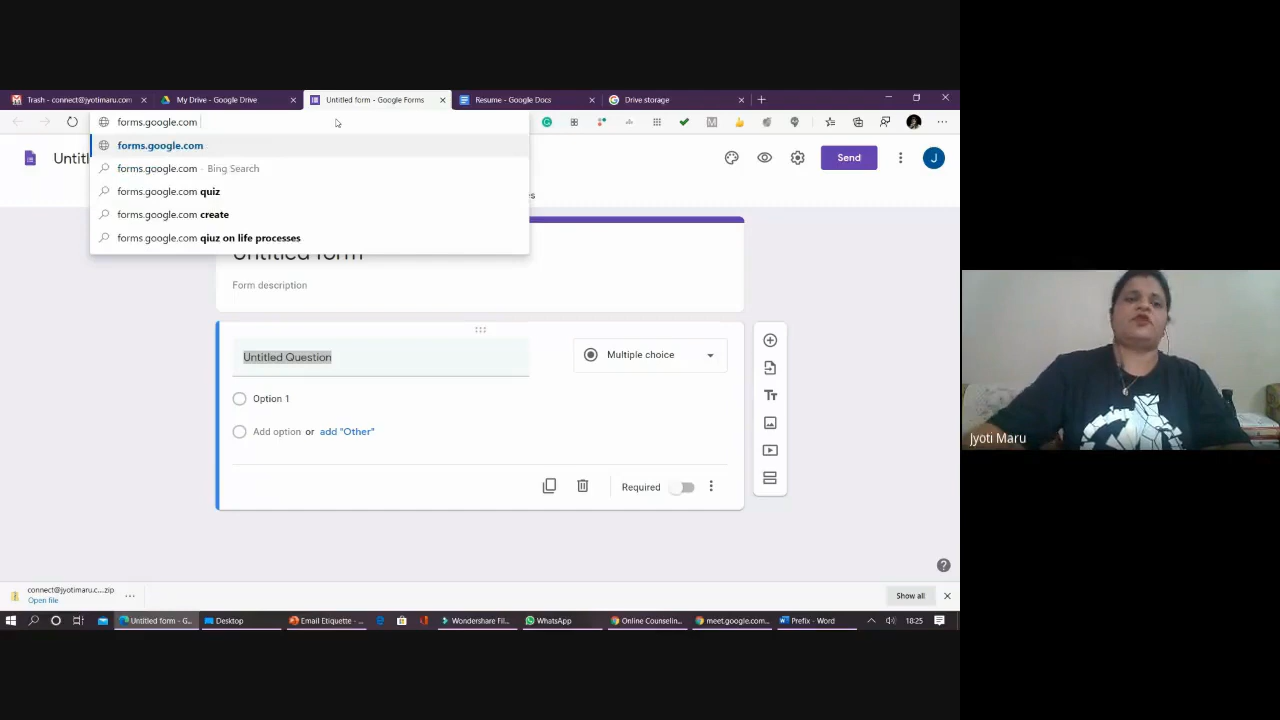 Trash - connect@jyotimaru.com
My Drive - Google Drive
Untitled form - Google Forms
Resume - Google Docs
Drive storage
forms.google.com
forms.google.com
forms.google.com - Bing Search
forms.google.com quiz
forms.google.com create
forms.google.com qiuz on life processes
Untitl
Send
J
Untitled form
Form description
Untitled Question
Multiple choice
Option 1
Add option or add "Other"
Required
Jyoti Maru
connect@jyotimaru.c....zip
Open file
Show all
Untitled form - G...
Desktop
Email Etiquette - ...
Wondershare Fil...
WhatsApp
Online Counselin...
meet.google.com...
Prefix - Word
18:25